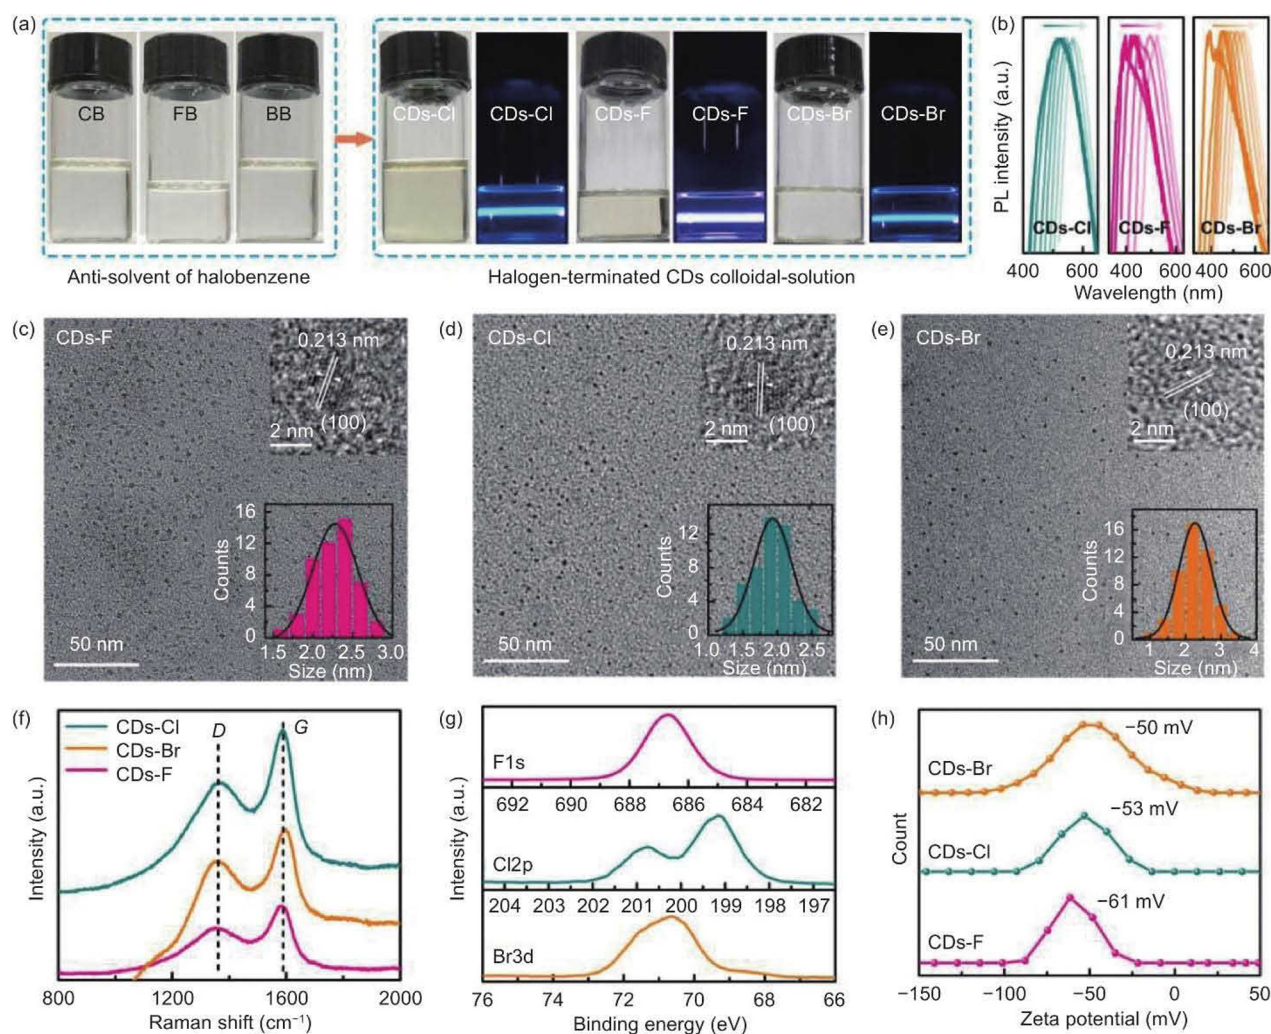 (a)
CB
FB
BB
CDs-Cl
CDs-Cl
CDs-F
CDs-F
CDs-Br
CDs-Br
Anti-solvent of halobenzene
Halogen-terminated CDs colloidal-solution
(b)
PL intensity (a.u.)
CDs-Cl
CDs-F
CDs-Br
400 600
400 600
400 600
Wavelength (nm)
(c)
CDs-F
0.213 nm
(100)
2 nm
50 nm
Counts
16
12
8
4
0
1.5 2.0 2.5 3.0
Size (nm)
(d)
CDs-Cl
0.213 nm
(100)
2 nm
50 nm
Counts
12
8
4
0
1.0 1.5 2.0 2.5
Size (nm)
(e)
CDs-Br
0.213 nm
(100)
2 nm
50 nm
Counts
16
12
8
4
0
1 2 3 4
Size (nm)
(f)
CDs-Cl
CDs-Br
CDs-F
D
G
Intensity (a.u.)
800 1200 1600 2000
Raman shift (cm⁻¹)
(g)
Intensity (a.u.)
F1s
692 690 688 686 684 682
Cl2p
204 203 202 201 200 199 198 197
Br3d
76 74 72 70 68 66
Binding energy (eV)
(h)
Count
−50 mV
CDs-Br
−53 mV
CDs-Cl
−61 mV
CDs-F
−150 −100 −50 0 50
Zeta potential (mV)